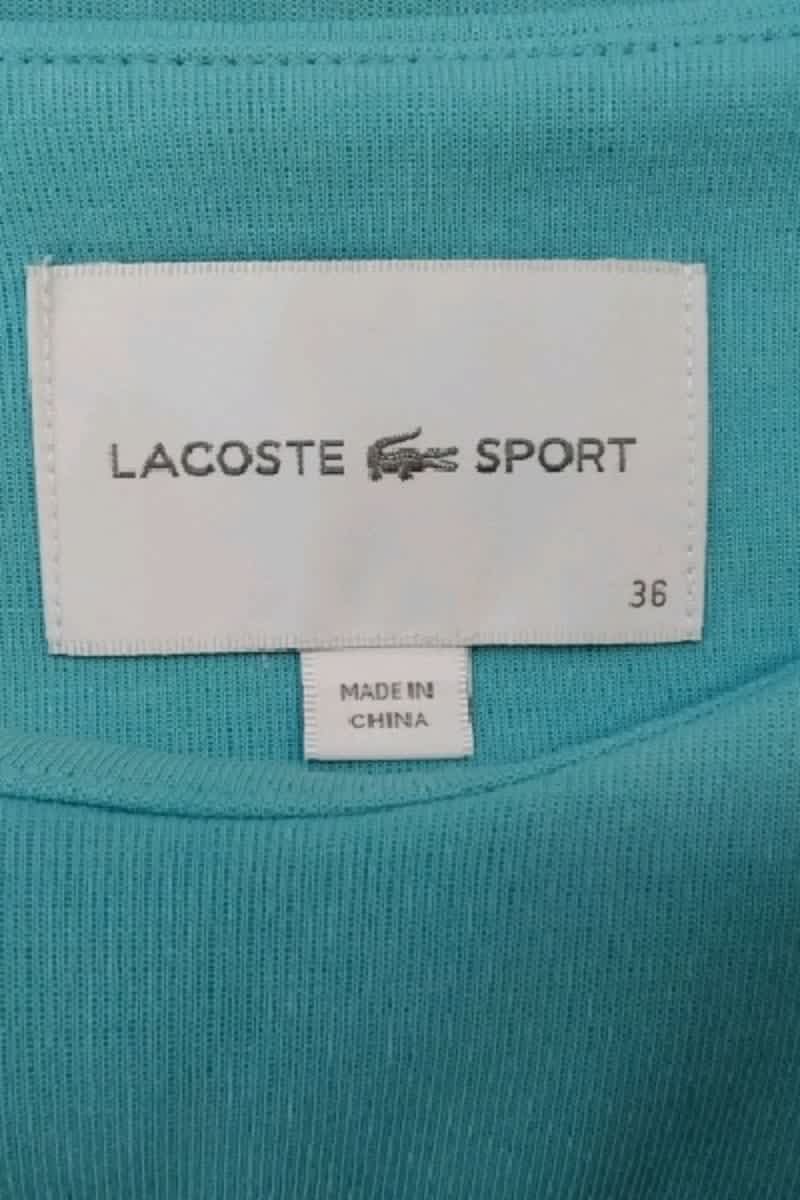 LACOSTE SPORT
36
MADE IN
CHINA